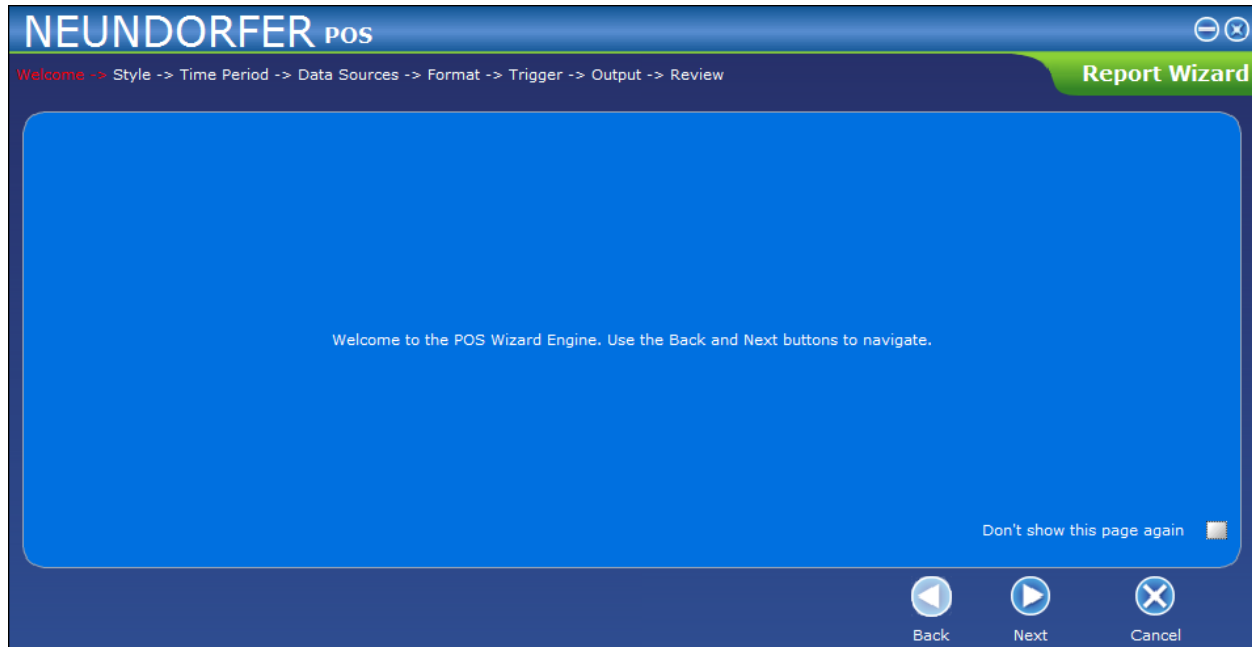 NEUNDORFER POS
Welcome -> Style -> Time Period -> Data Sources -> Format -> Trigger -> Output -> Review
Report Wizard
Welcome to the POS Wizard Engine. Use the Back and Next buttons to navigate.
Don't show this page again
Back Next Cancel